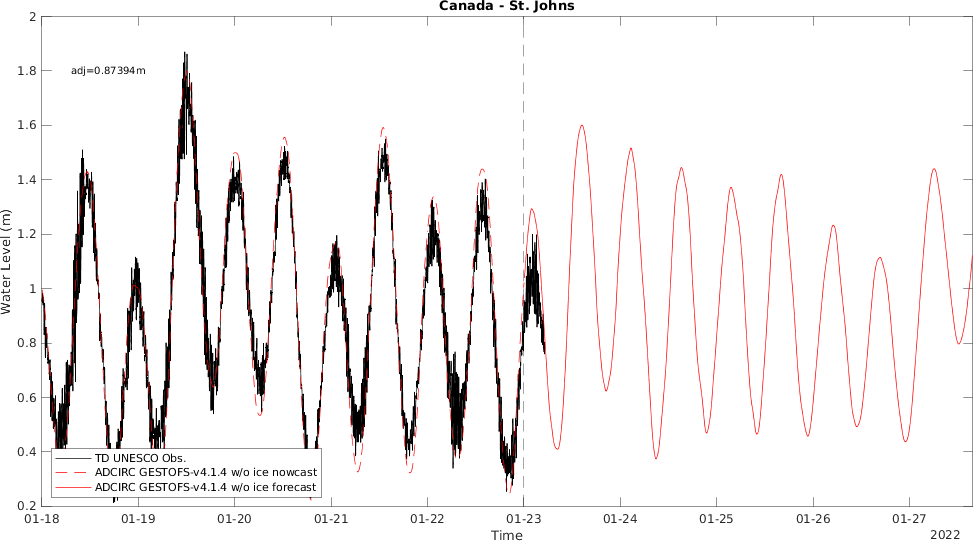 Canada - St. Johns
adj=0.87394m
Water Level (m)
2
1.8
1.6
1.4
1.2
1
0.8
0.6
0.4
0.2
TD UNESCO Obs.
ADCIRC GESTOFS-v4.1.4 w/o ice nowcast
ADCIRC GESTOFS-v4.1.4 w/o ice forecast
01-18 01-19 01-20 01-21 01-22 01-23 01-24 01-25 01-26 01-27
Time
2022